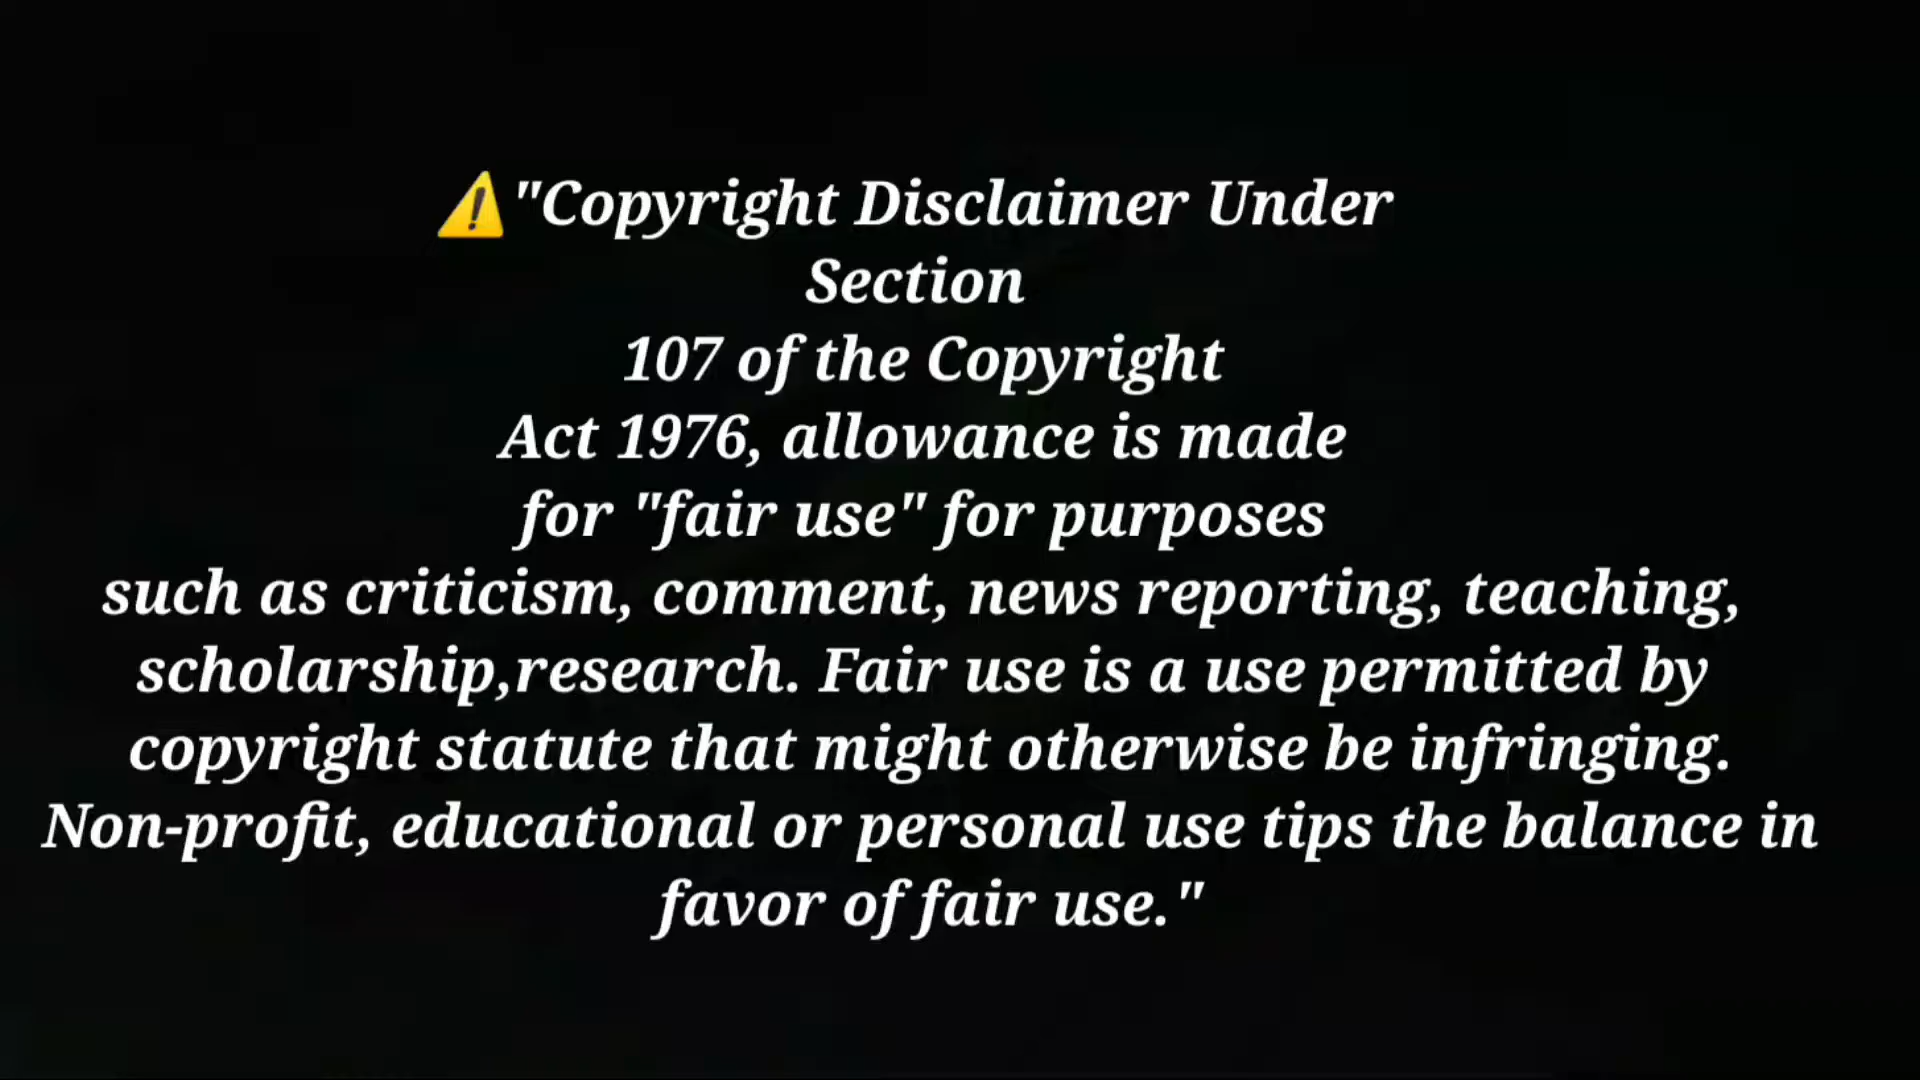 ⚠️"Copyright Disclaimer Under
Section
107 of the Copyright
Act 1976, allowance is made
for "fair use" for purposes
such as criticism, comment, news reporting, teaching,
scholarship,research. Fair use is a use permitted by
copyright statute that might otherwise be infringing.
Non-profit, educational or personal use tips the balance in
favor of fair use."